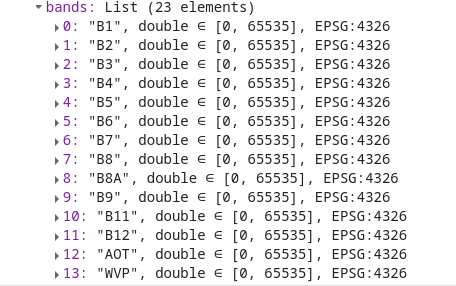 bands: List (23 elements)
0: "B1", double ∈ [0, 65535], EPSG:4326
1: "B2", double ∈ [0, 65535], EPSG:4326
2: "B3", double ∈ [0, 65535], EPSG:4326
3: "B4", double ∈ [0, 65535], EPSG:4326
4: "B5", double ∈ [0, 65535], EPSG:4326
5: "B6", double ∈ [0, 65535], EPSG:4326
6: "B7", double ∈ [0, 65535], EPSG:4326
7: "B8", double ∈ [0, 65535], EPSG:4326
8: "B8A", double ∈ [0, 65535], EPSG:4326
9: "B9", double ∈ [0, 65535], EPSG:4326
10: "B11", double ∈ [0, 65535], EPSG:4326
11: "B12", double ∈ [0, 65535], EPSG:4326
12: "AOT", double ∈ [0, 65535], EPSG:4326
13: "WVP", double ∈ [0, 65535], EPSG:4326